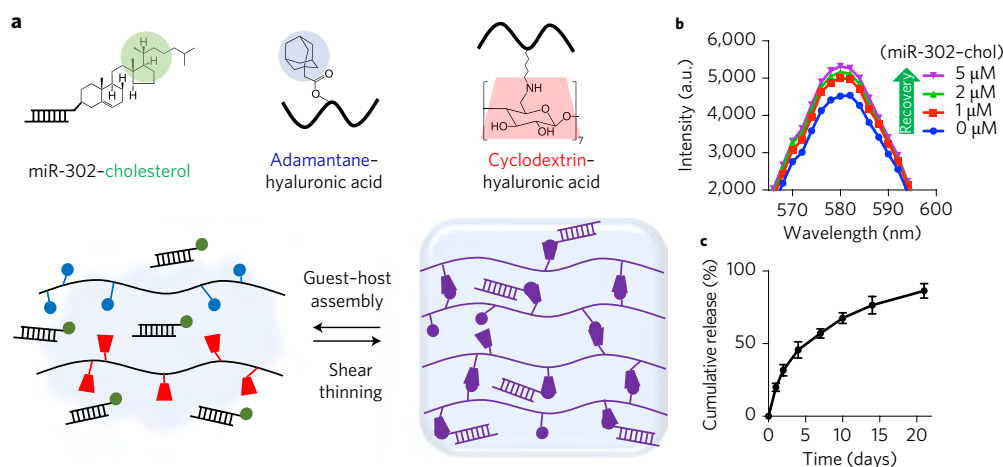 a
H
H
H
H
O
O
NH
O
OH
HO
O
7
miR-302–cholesterol
Adamantane–
hyaluronic acid
Cyclodextrin–
hyaluronic acid
Guest–host
assembly
Shear
thinning
b
(miR-302–chol)
6,000
5,000
4,000
3,000
2,000
Intensity (a.u.)
Recovery
5 µM
2 µM
1 µM
0 µM
570
580
590
600
Wavelength (nm)
c
100
50
0
Cumulative release (%)
0
5
10
15
20
Time (days)